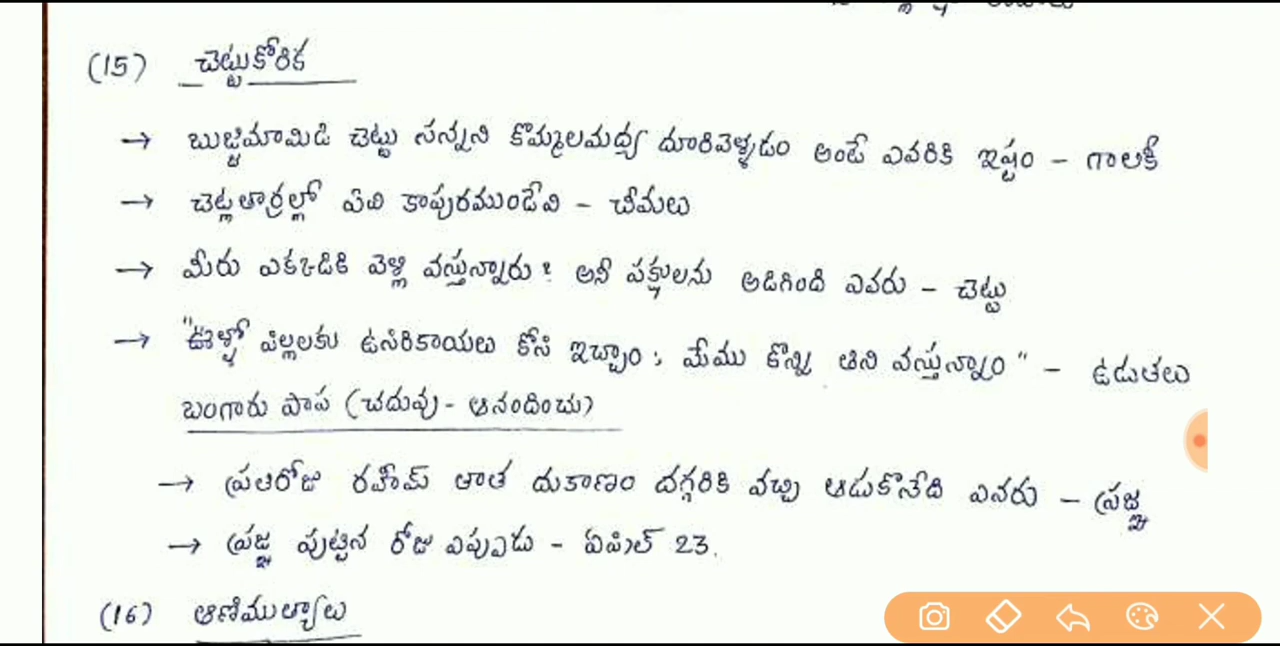 (15) చెట్టుకోరిక
→ బుజ్జిమామిడి చెట్టు సన్నని కొమ్మలమధ్య దూరివెళ్ళడం అంటే ఎవరికి ఇష్టం - గాలికి
→ చెట్ల తొర్రల్లో ఏవి కాపురముండేవి - చీమలు
→ మీరు ఎక్కడికి వెళ్లి వస్తున్నారు? అని పక్షులను అడిగింది ఎవరు - చెట్టు
→ "ఊళ్ళో పిల్లలకు ఉసిరికాయలు కోసి ఇచ్చాం; మేము కొన్ని తిని వస్తున్నాం" - ఉడుతలు
బంగారు పాప (చదువు - ఆనందించు)
→ ప్రతిరోజు రహీమ్ తాత దుకాణం దగ్గరికి వచ్చి ఆడుకొనేది ఎవరు - ప్రజ్ఞ
→ ప్రజ్ఞ పుట్టిన రోజు ఎప్పుడు - ఏప్రిల్ 23.
(16) ఆణిముత్యాలు